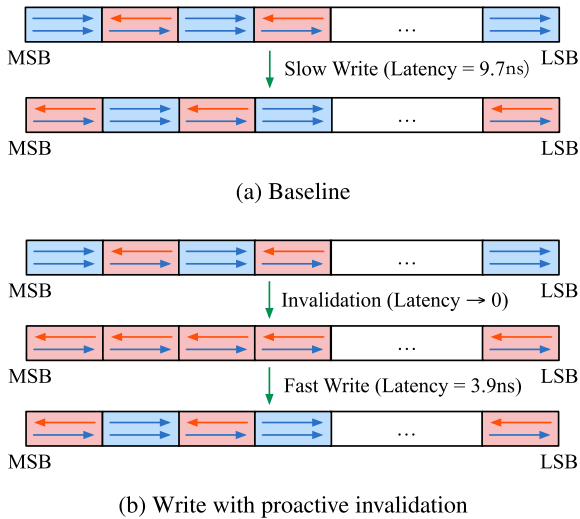 ...
MSB LSB
Slow Write (Latency = 9.7ns)
...
MSB LSB
(a) Baseline
...
MSB LSB
Invalidation (Latency → 0)
...
MSB LSB
Fast Write (Latency = 3.9ns)
...
MSB LSB
(b) Write with proactive invalidation